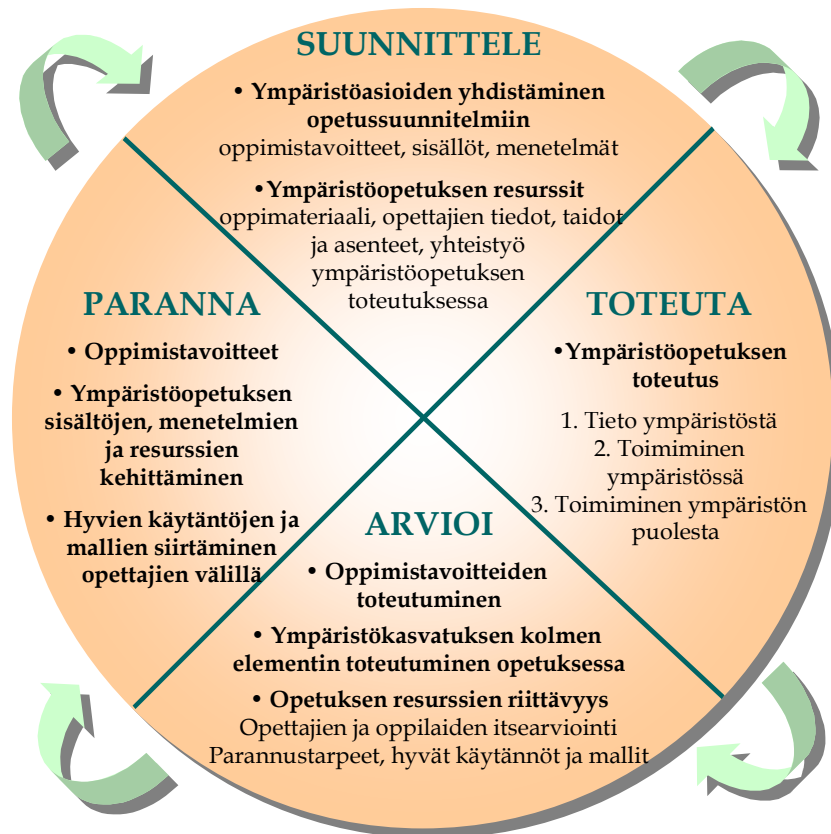 SUUNNITTELE
• Ympäristöasioiden yhdistäminen
opetussuunnitelmiin
oppimistavoitteet, sisällöt, menetelmät
•Ympäristöopetuksen resurssit
oppimateriaali, opettajien tiedot, taidot
ja asenteet, yhteistyö
ympäristöopetuksen
toteutuksessa
TOTEUTA
•Ympäristöopetuksen
toteutus
1. Tieto ympäristöstä
2. Toimiminen
ympäristössä
3. Toimiminen ympäristön
puolesta
ARVIOI
• Oppimistavoitteiden
toteutuminen
• Ympäristökasvatuksen kolmen
elementin toteutuminen opetuksessa
• Opetuksen resurssien riittävyys
Opettajien ja oppilaiden itsearviointi
Parannustarpeet, hyvät käytännöt ja mallit
PARANNA
• Oppimistavoitteet
• Ympäristöopetuksen
sisältöjen, menetelmien
ja resurssien
kehittäminen
• Hyvien käytäntöjen ja
mallien siirtäminen
opettajien välillä